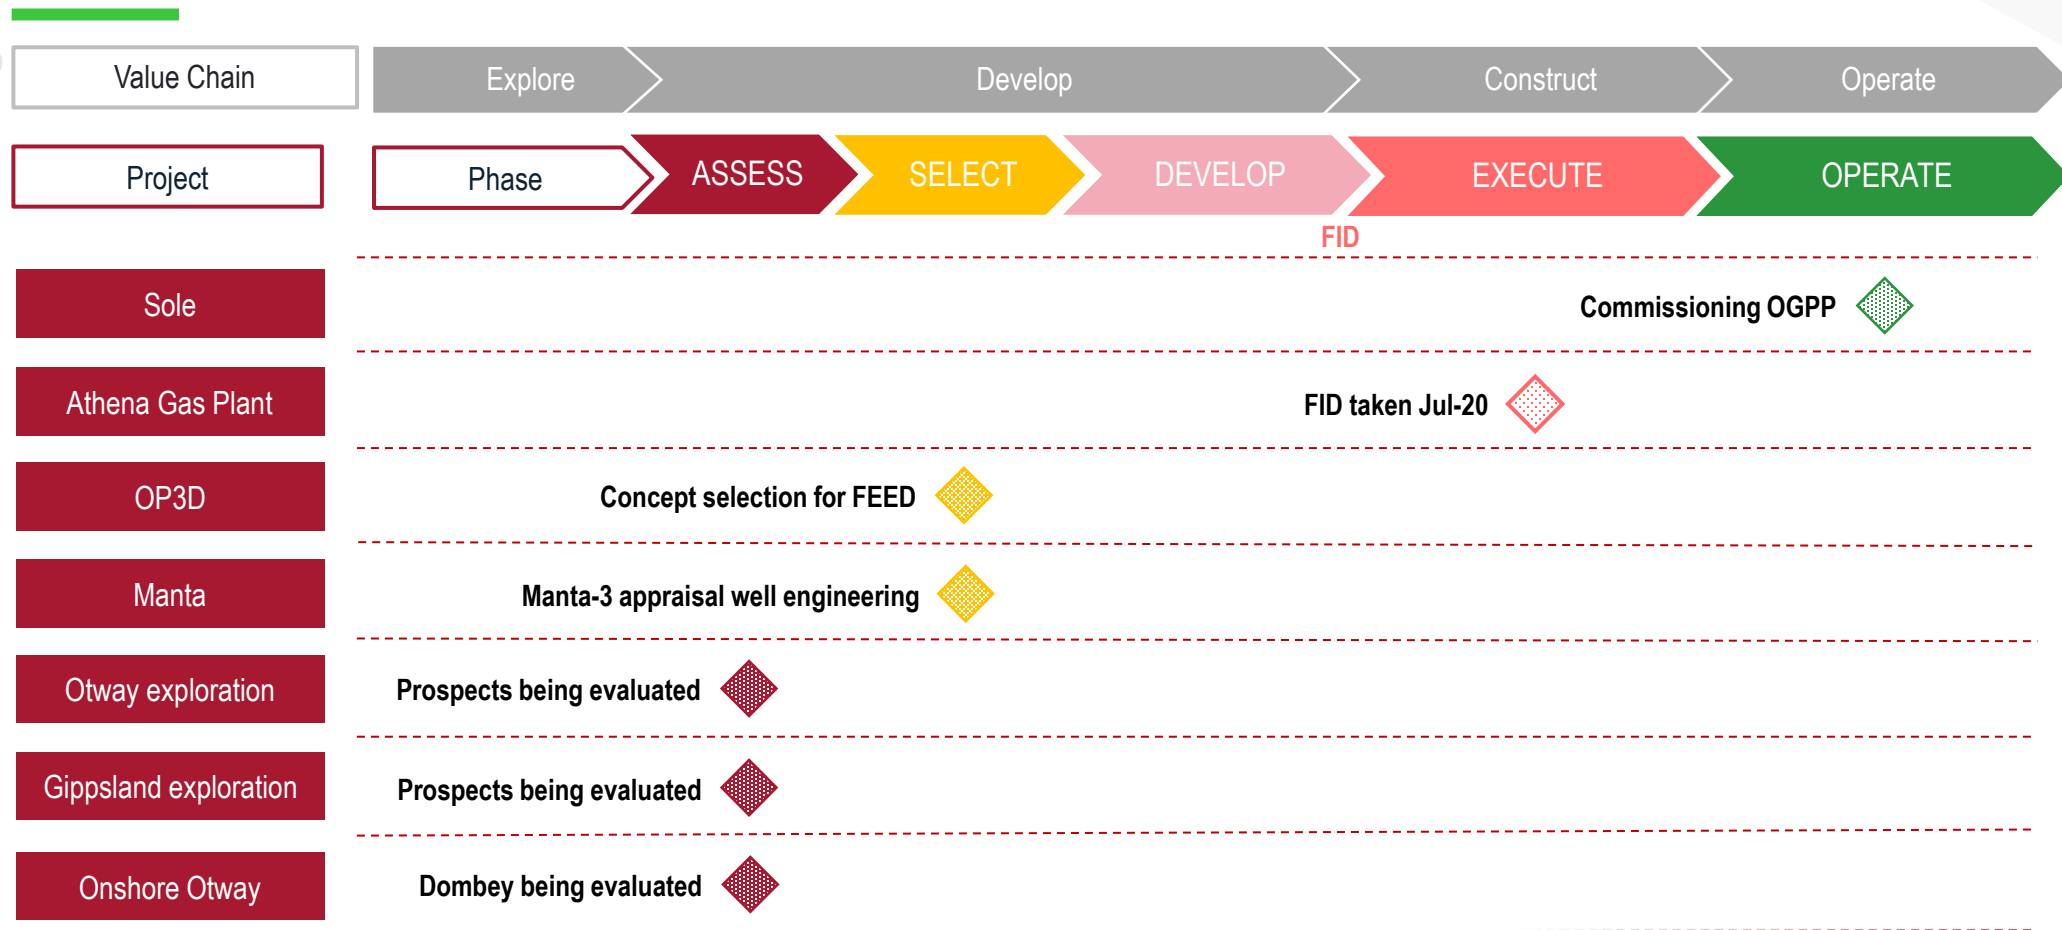 Value Chain
Explore
Develop
Construct
Operate
Project
Phase
ASSESS
SELECT
DEVELOP
EXECUTE
OPERATE
FID
Sole
Commissioning OGPP
Athena Gas Plant
FID taken Jul-20
OP3D
Concept selection for FEED
Manta
Manta-3 appraisal well engineering
Otway exploration
Prospects being evaluated
Gippsland exploration
Prospects being evaluated
Onshore Otway
Dombey being evaluated